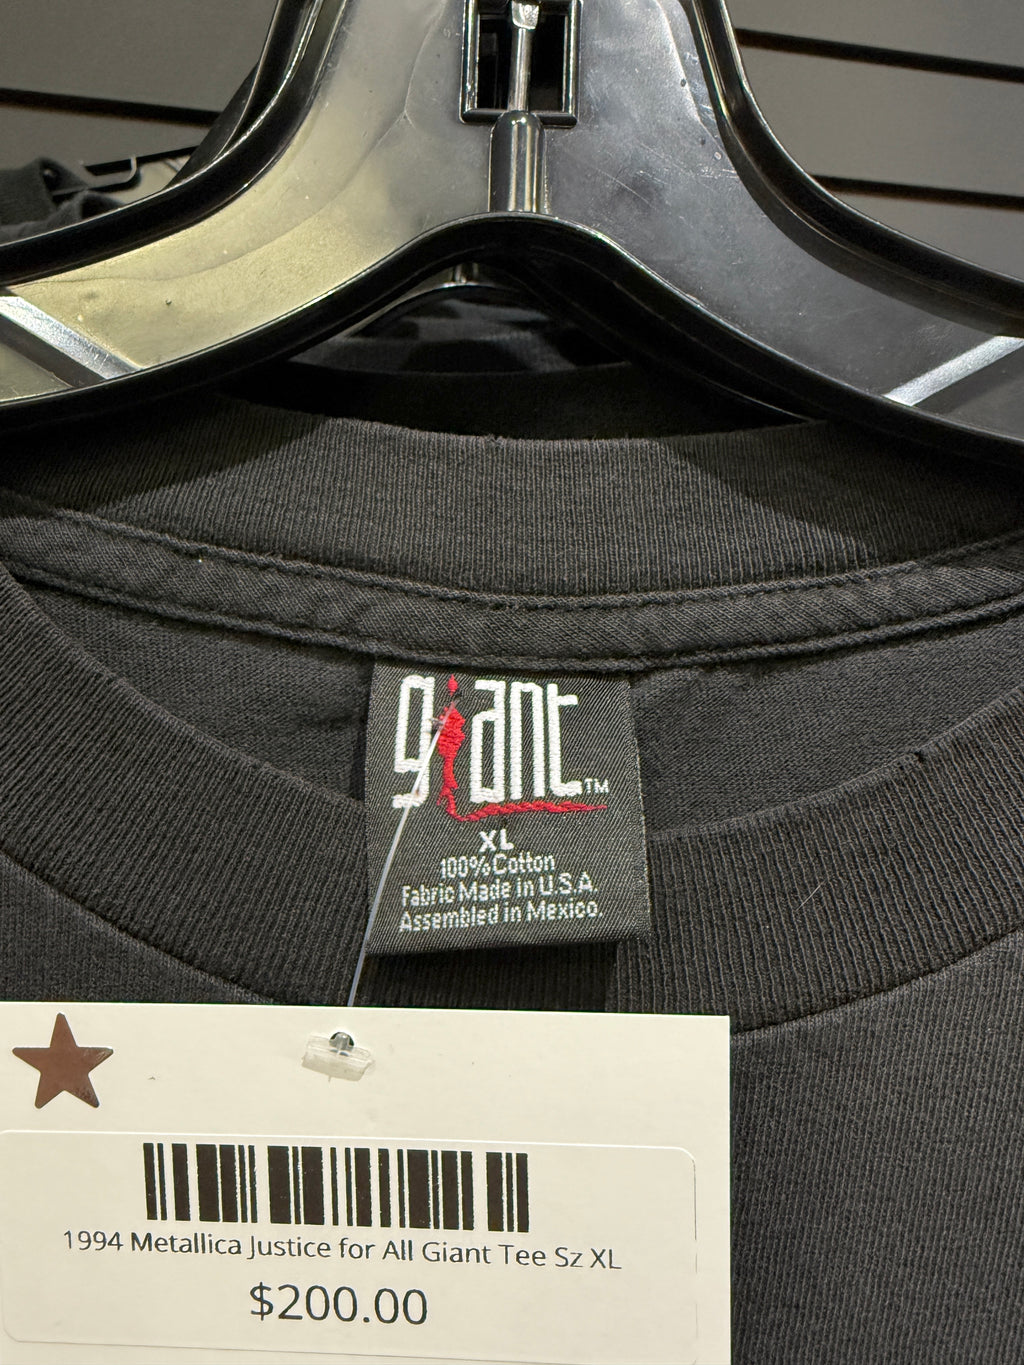 giant™
XL
100% Cotton
Fabric Made in U.S.A.
Assembled in Mexico.
1994 Metallica Justice for All Giant Tee Sz XL
$200.00